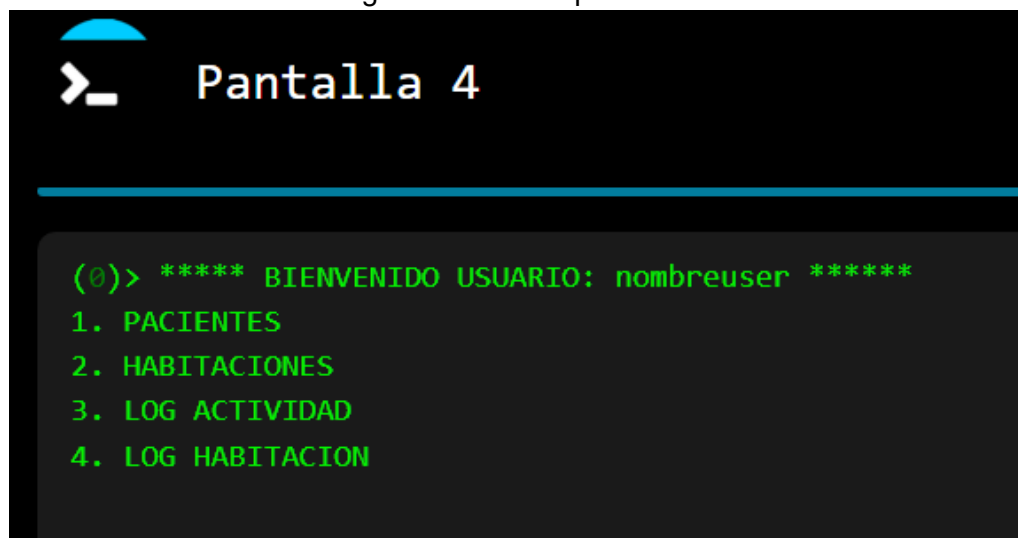 Pantalla 4
(0)> ***** BIENVENIDO USUARIO: nombreuser ******
1. PACIENTES
2. HABITACIONES
3. LOG ACTIVIDAD
4. LOG HABITACION